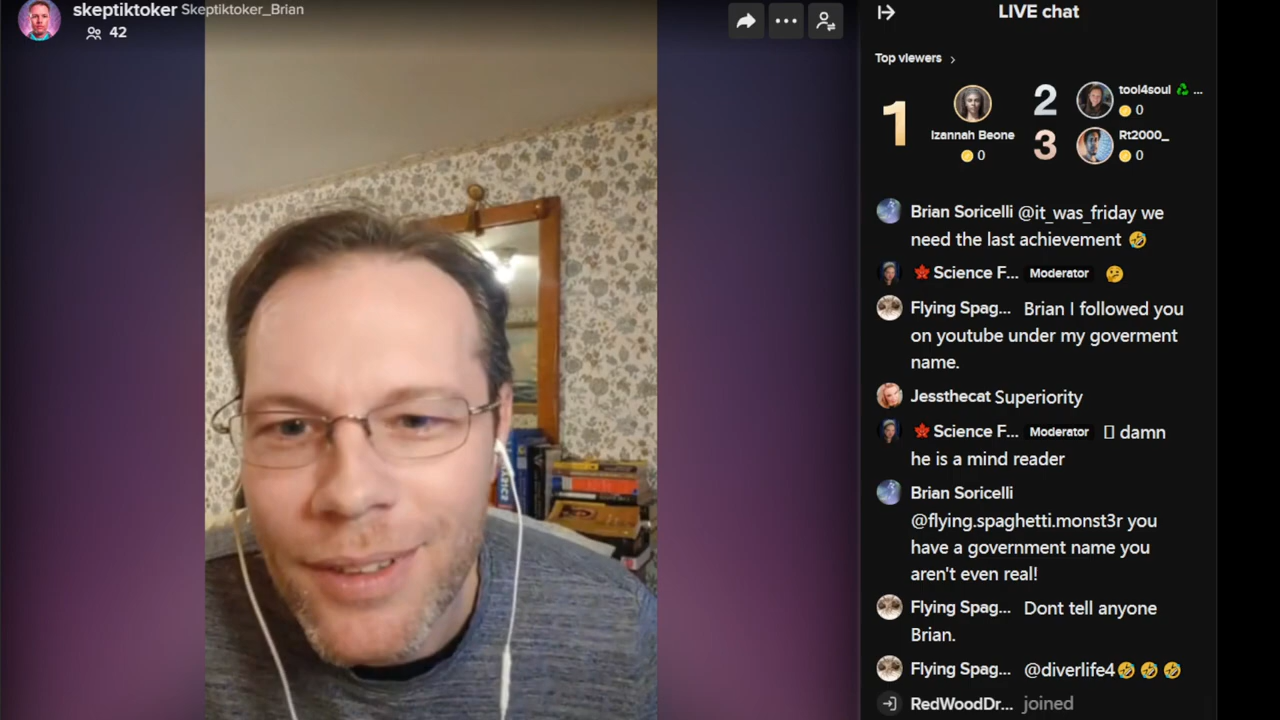 skeptiktoker Skeptiktoker_Brian
42
LIVE chat
Top viewers
1
Izannah Beone
0
2
tool4soul ♻ ...
0
3
Rt2000_
0
Brian Soricelli @it_was_friday we
need the last achievement 🤣
Science F... Moderator 🤔
Flying Spag... Brian I followed you
on youtube under my goverment
name.
Jessthecat Superiority
Science F... Moderator ▯ damn
he is a mind reader
Brian Soricelli
@flying.spaghetti.monst3r you
have a government name you
aren't even real!
Flying Spag... Dont tell anyone
Brian.
Flying Spag... @diverlife4🤣🤣🤣
RedWoodDr... joined